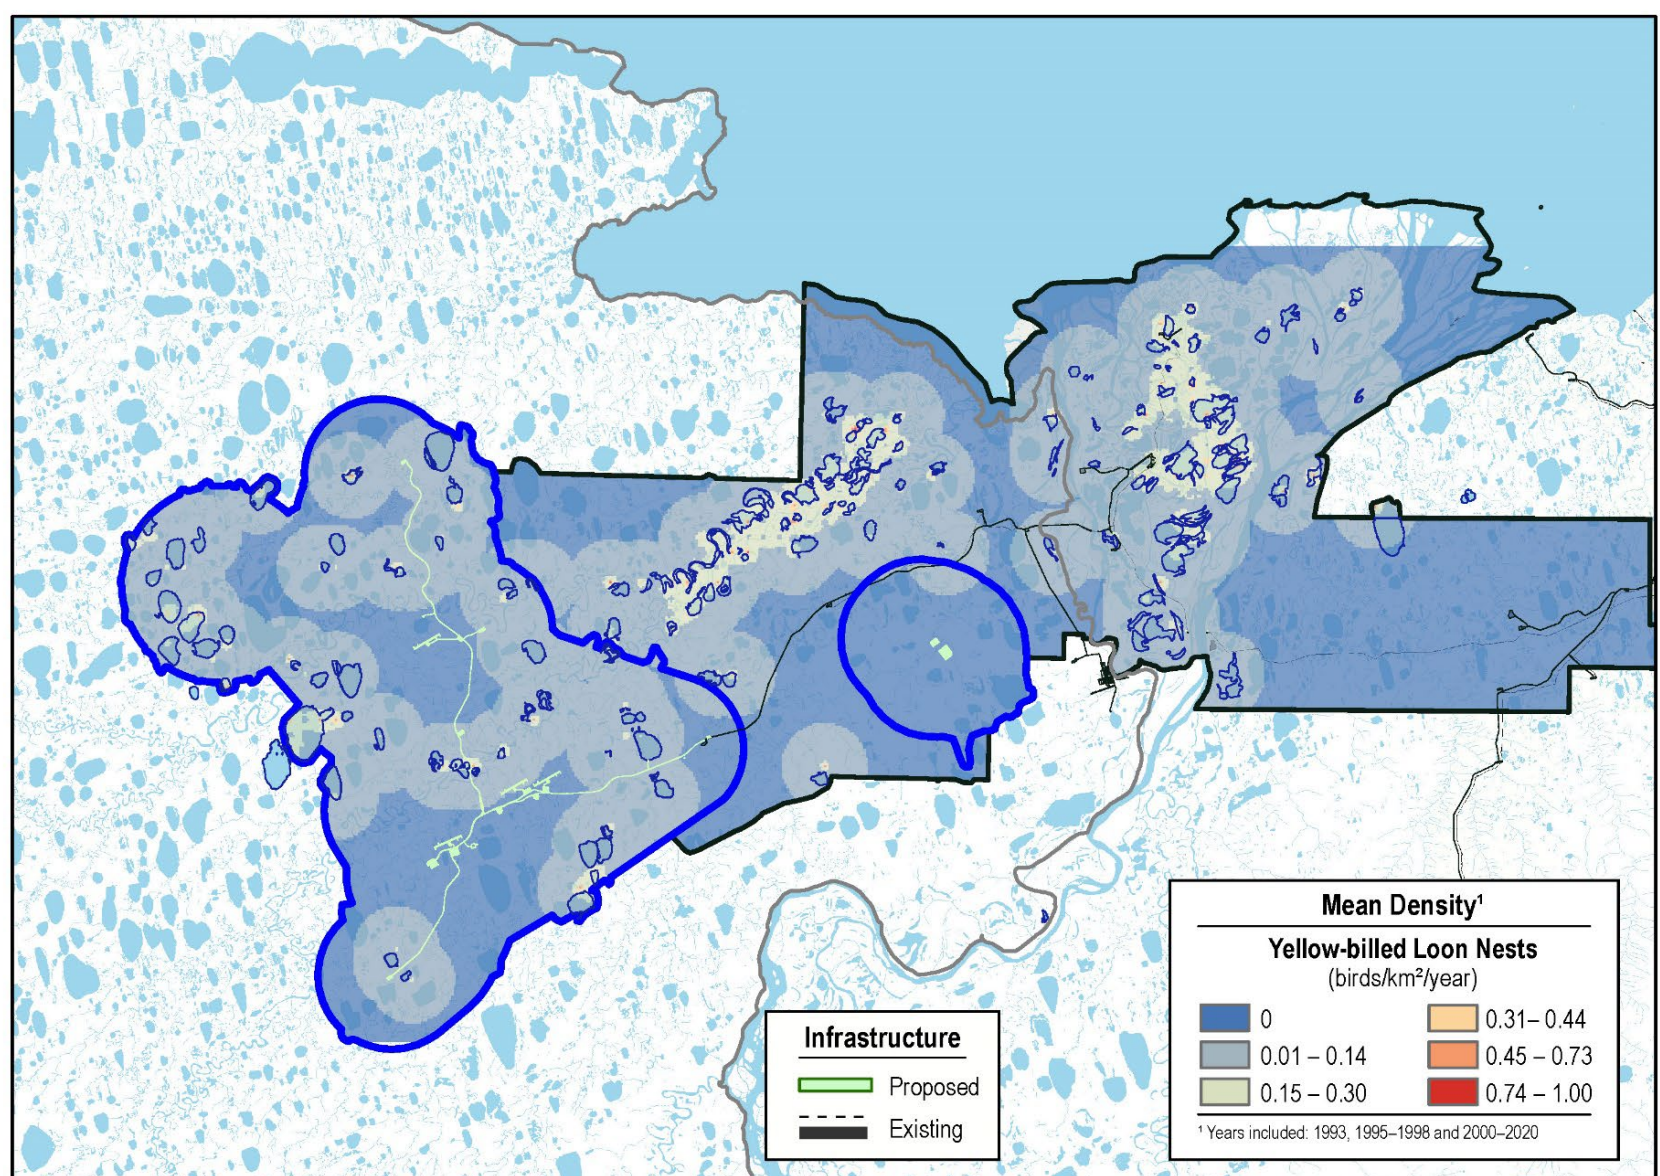 Mean Density¹
Yellow-billed Loon Nests
(birds/km²/year)
0
0.31– 0.44
0.01 – 0.14
0.45 – 0.73
0.15 – 0.30
0.74 – 1.00
¹ Years included: 1993, 1995–1998 and 2000–2020
Infrastructure
Proposed
Existing